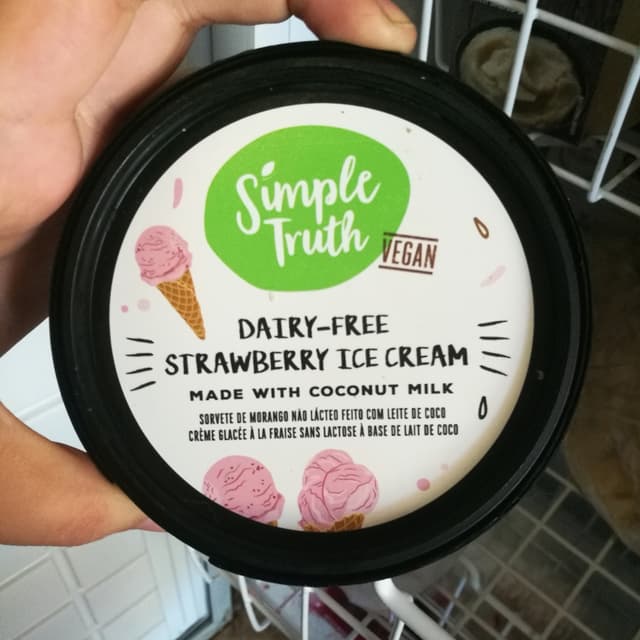 Simple
Truth
VEGAN
DAIRY-FREE
STRAWBERRY ICE CREAM
MADE WITH COCONUT MILK
SORVETE DE MORANGO NÃO LÁCTEO FEITO COM LEITE DE COCO
CRÈME GLACÉE À LA FRAISE SANS LACTOSE À BASE DE LAIT DE COCO